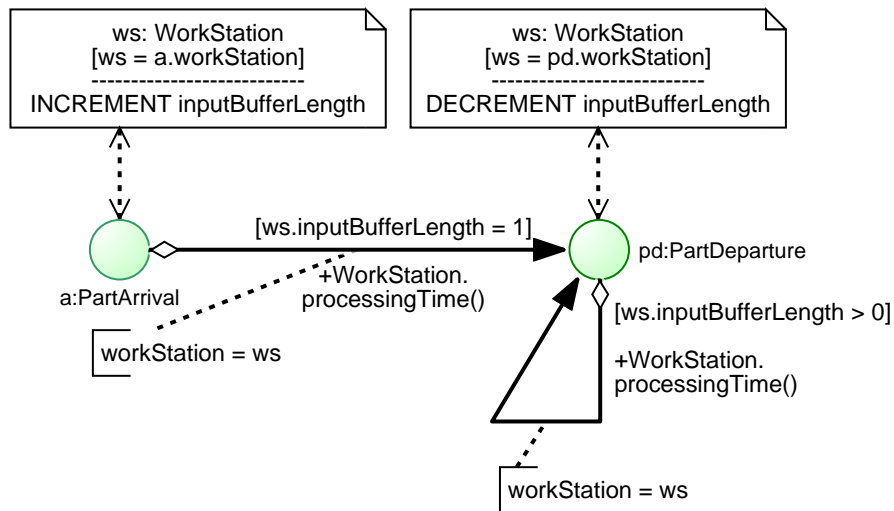 ws: WorkStation
[ws = a.workStation]
----------------------------
INCREMENT inputBufferLength
ws: WorkStation
[ws = pd.workStation]
----------------------------
DECREMENT inputBufferLength
[ws.inputBufferLength = 1]
+WorkStation.
processingTime()
a:PartArrival
pd:PartDeparture
workStation = ws
[ws.inputBufferLength > 0]
+WorkStation.
processingTime()
workStation = ws